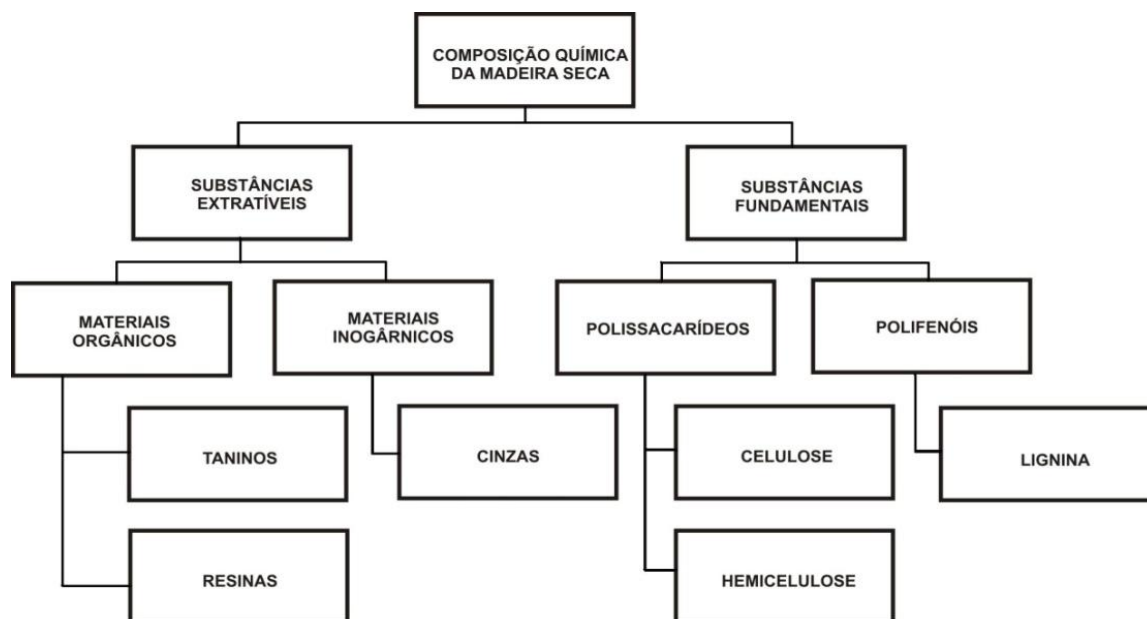 COMPOSIÇÃO QUÍMICA
DA MADEIRA SECA
SUBSTÂNCIAS
EXTRATÍVEIS
SUBSTÂNCIAS
FUNDAMENTAIS
MATERIAIS
ORGÂNICOS
MATERIAIS
INOGÂRNICOS
POLISSACARÍDEOS
POLIFENÓIS
TANINOS
CINZAS
CELULOSE
LIGNINA
RESINAS
HEMICELULOSE